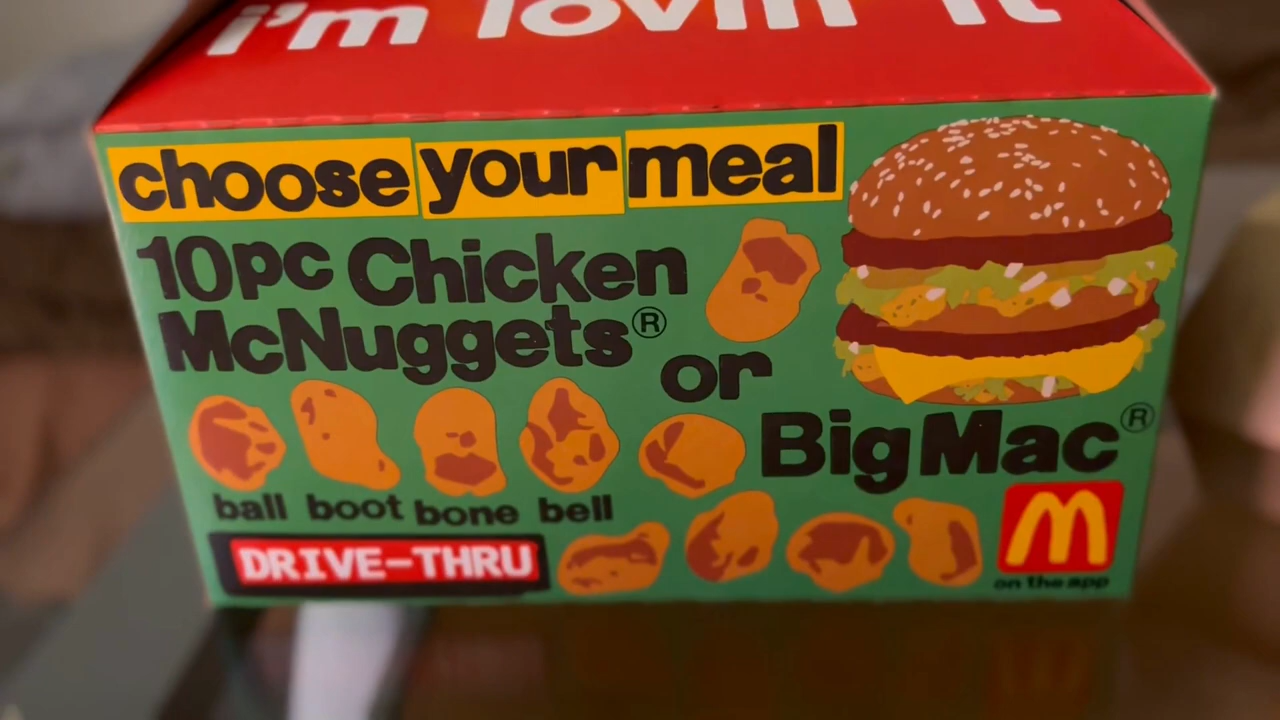 i'm lovin' it
choose your meal
10pc Chicken
McNuggets®
or
Big Mac®
ball boot bone bell
DRIVE-THRU
M
on the app